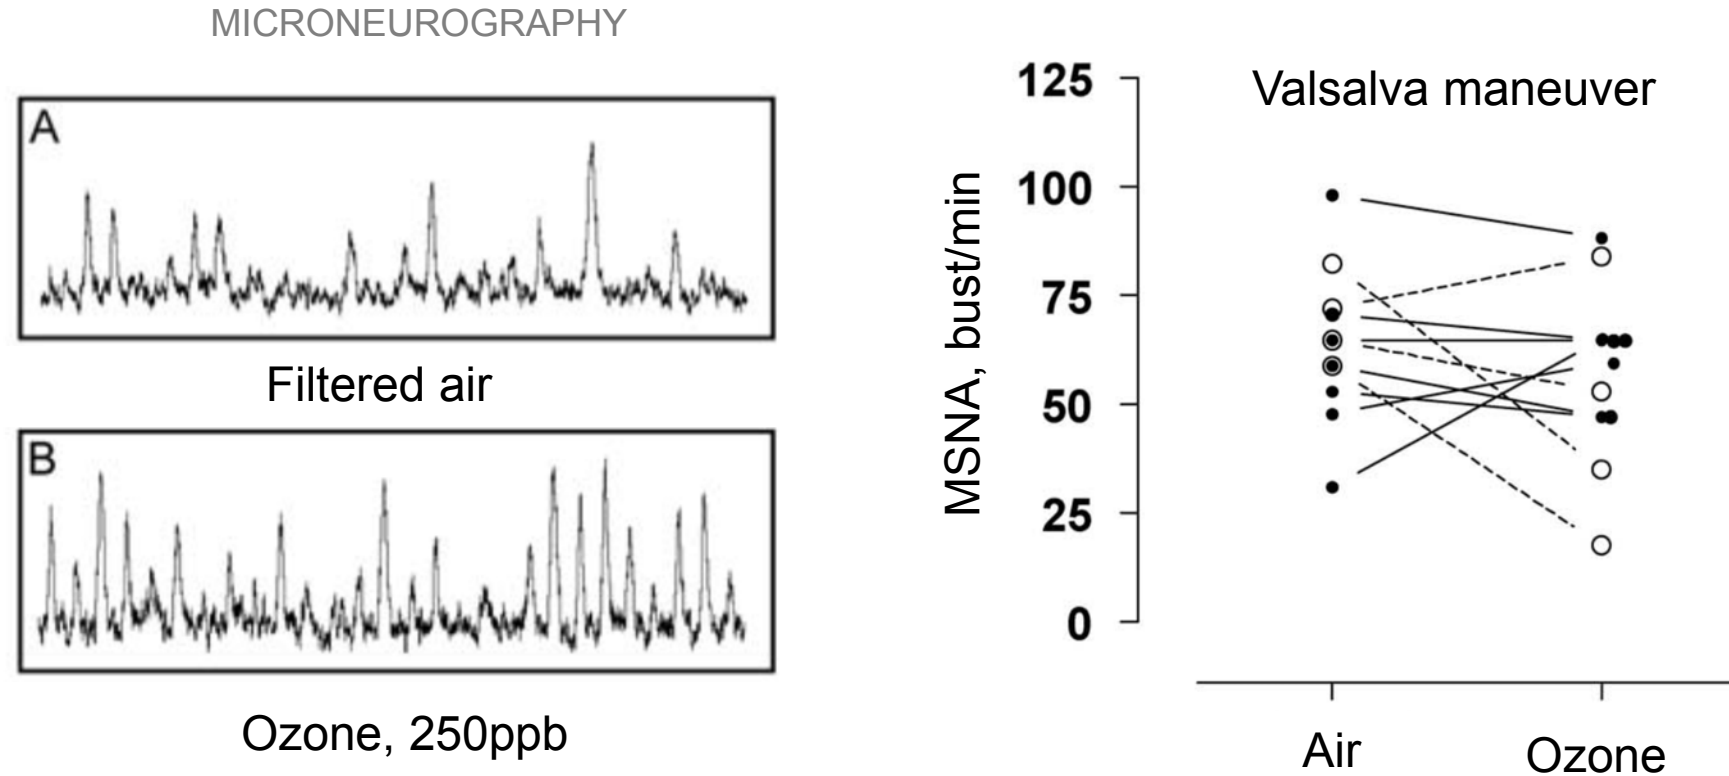 MICRONEUROGRAPHY
A
Filtered air
B
Ozone, 250ppb
Valsalva maneuver
MSNA, bust/min
125
100
75
50
25
0
Air
Ozone